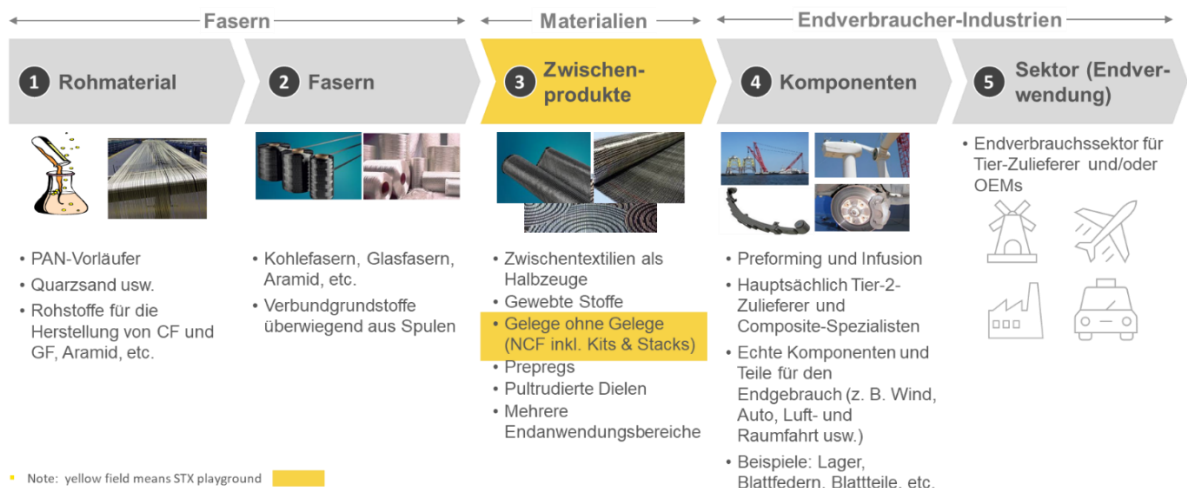 Fasern
Materialien
Endverbraucher-Industrien
1 Rohmaterial
2 Fasern
3 Zwischen-
produkte
4 Komponenten
5 Sektor (Endver-
wendung)
• PAN-Vorläufer
• Quarzsand usw.
• Rohstoffe für die
Herstellung von CF und
GF, Aramid, etc.
• Kohlefasern, Glasfasern,
Aramid, etc.
• Verbundgrundstoffe
überwiegend aus Spulen
• Zwischentextilien als
Halbzeuge
• Gewebte Stoffe
• Gelege ohne Gelege
(NCF inkl. Kits & Stacks)
• Prepregs
• Pultrudierte Dielen
• Mehrere
Endanwendungsbereiche
• Preforming und Infusion
• Hauptsächlich Tier-2-
Zulieferer und
Composite-Spezialisten
• Echte Komponenten und
Teile für den
Endgebrauch (z. B. Wind,
Auto, Luft- und
Raumfahrt usw.)
• Beispiele: Lager,
Blattfedern, Blattteile, etc.
• Endverbrauchssektor für
Tier-Zulieferer und/oder
OEMs
Note: yellow field means STX playground